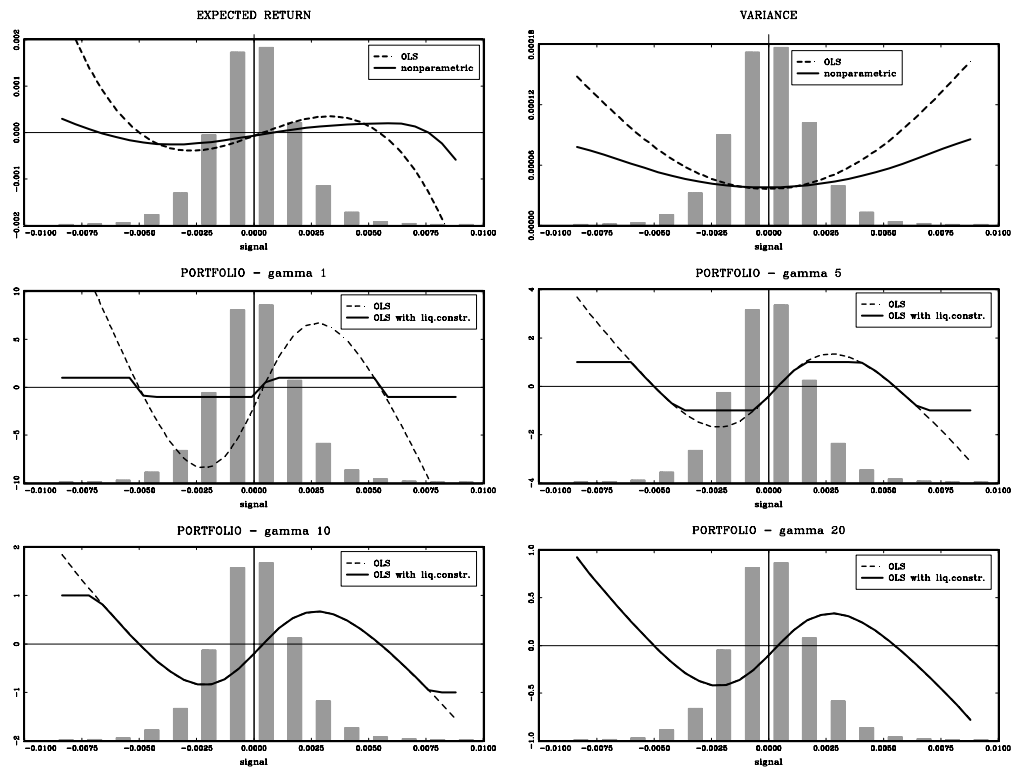 EXPECTED RETURN
0.002
0.001
0.000
-0.001
-0.002
OLS
nonparametric
-0.0100 -0.0075 -0.0050 -0.0025 0.0000 0.0025 0.0050 0.0075 0.0100
signal
VARIANCE
0.00018
0.00012
0.00006
0.00000
OLS
nonparametric
-0.0100 -0.0075 -0.0050 -0.0025 0.0000 0.0025 0.0050 0.0075 0.0100
signal
PORTFOLIO - gamma 1
10
5
0
-5
-10
OLS
OLS with liq.constr.
-0.0100 -0.0075 -0.0050 -0.0025 0.0000 0.0025 0.0050 0.0075 0.0100
signal
PORTFOLIO - gamma 5
4
2
0
-2
-4
OLS
OLS with liq.constr.
-0.0100 -0.0075 -0.0050 -0.0025 0.0000 0.0025 0.0050 0.0075 0.0100
signal
PORTFOLIO - gamma 10
2
1
0
-1
-2
OLS
OLS with liq.constr.
-0.0100 -0.0075 -0.0050 -0.0025 0.0000 0.0025 0.0050 0.0075 0.0100
signal
PORTFOLIO - gamma 20
1.0
0.5
0.0
-0.5
-1.0
OLS
OLS with liq.constr.
-0.0100 -0.0075 -0.0050 -0.0025 0.0000 0.0025 0.0050 0.0075 0.0100
signal